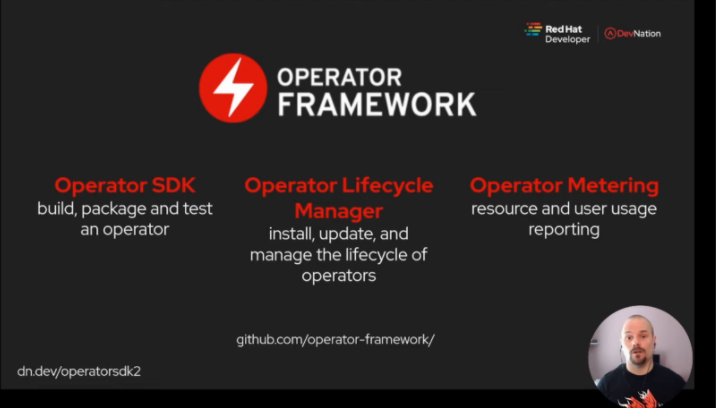 Red Hat
Developer
DevNation
OPERATOR
FRAMEWORK
Operator SDK
build, package and test
an operator
Operator Lifecycle
Manager
install, update, and
manage the lifecycle of
operators
Operator Metering
resource and user usage
reporting
github.com/operator-framework/
dn.dev/operatorsdk2